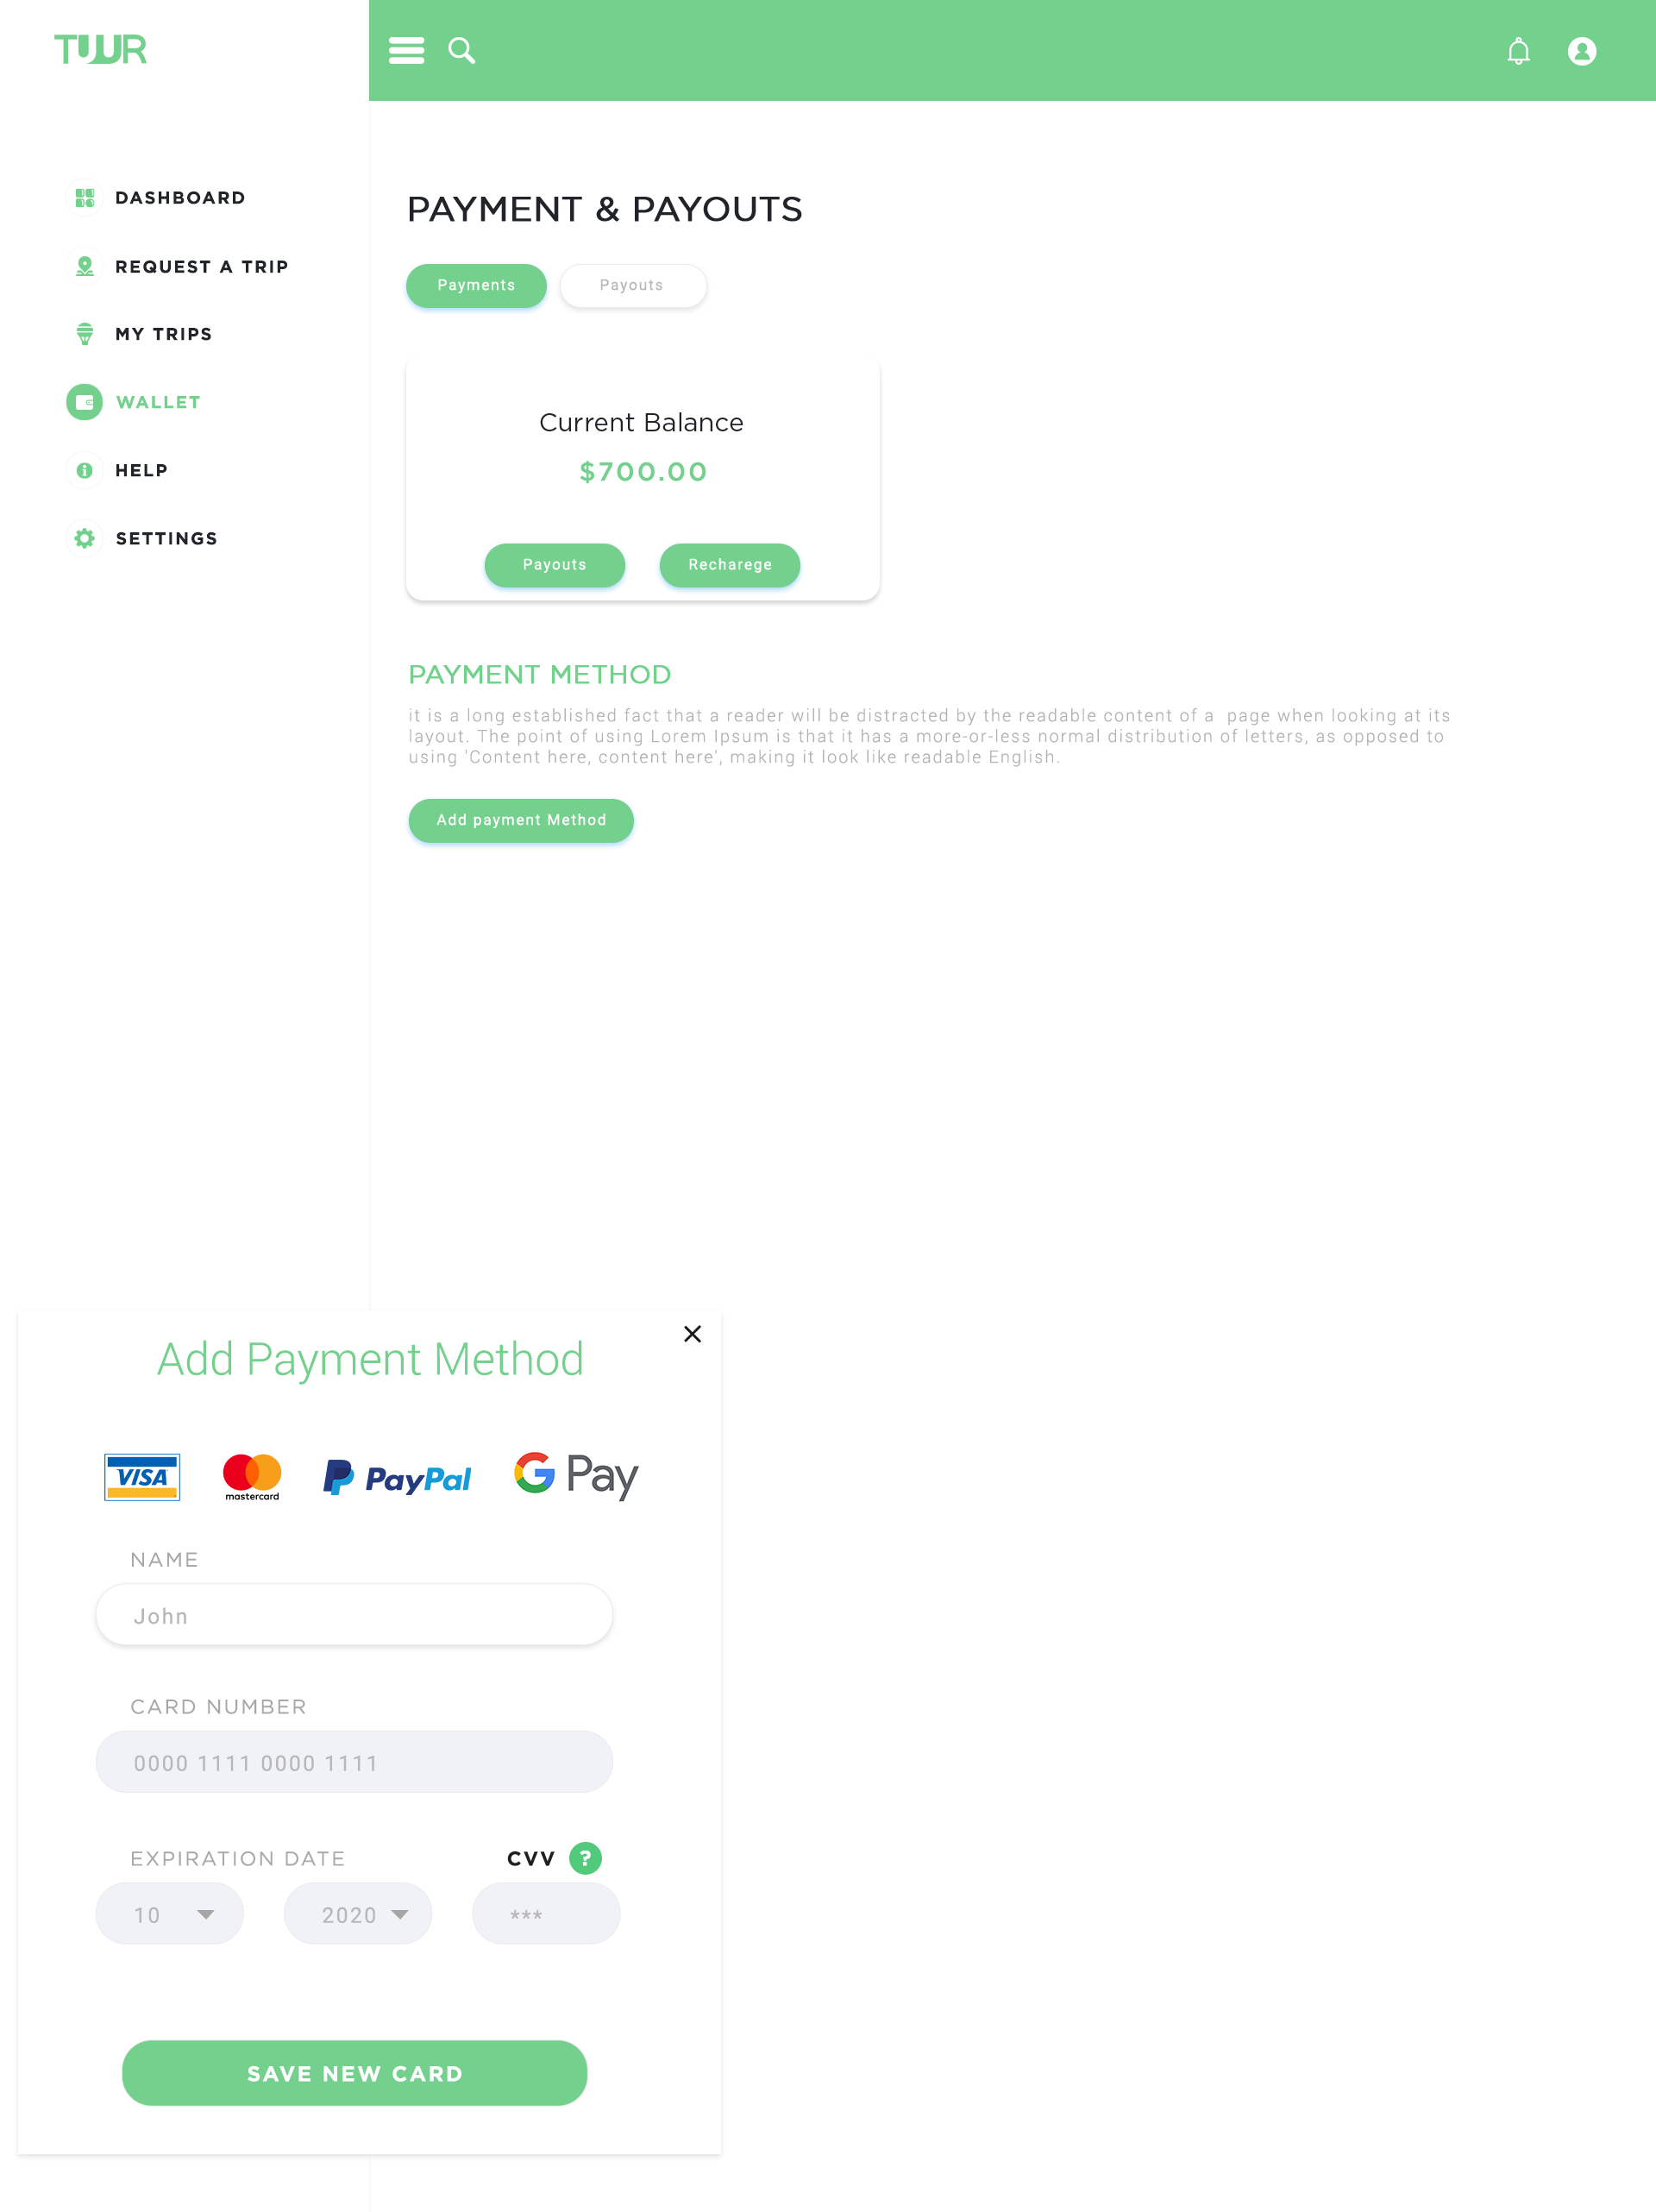 TUUR
DASHBOARD
REQUEST A TRIP
MY TRIPS
WALLET
HELP
SETTINGS
PAYMENT & PAYOUTS
Payments
Payouts
Current Balance
$700.00
Payouts
Recharege
PAYMENT METHOD
it is a long established fact that a reader will be distracted by the readable content of a  page when looking at its
layout. The point of using Lorem Ipsum is that it has a more-or-less normal distribution of letters, as opposed to
using 'Content here, content here', making it look like readable English.
Add payment Method
Add Payment Method
VISA
mastercard
PayPal
G Pay
NAME
John
CARD NUMBER
0000 1111 0000 1111
EXPIRATION DATE
CVV ?
10
2020
***
SAVE NEW CARD